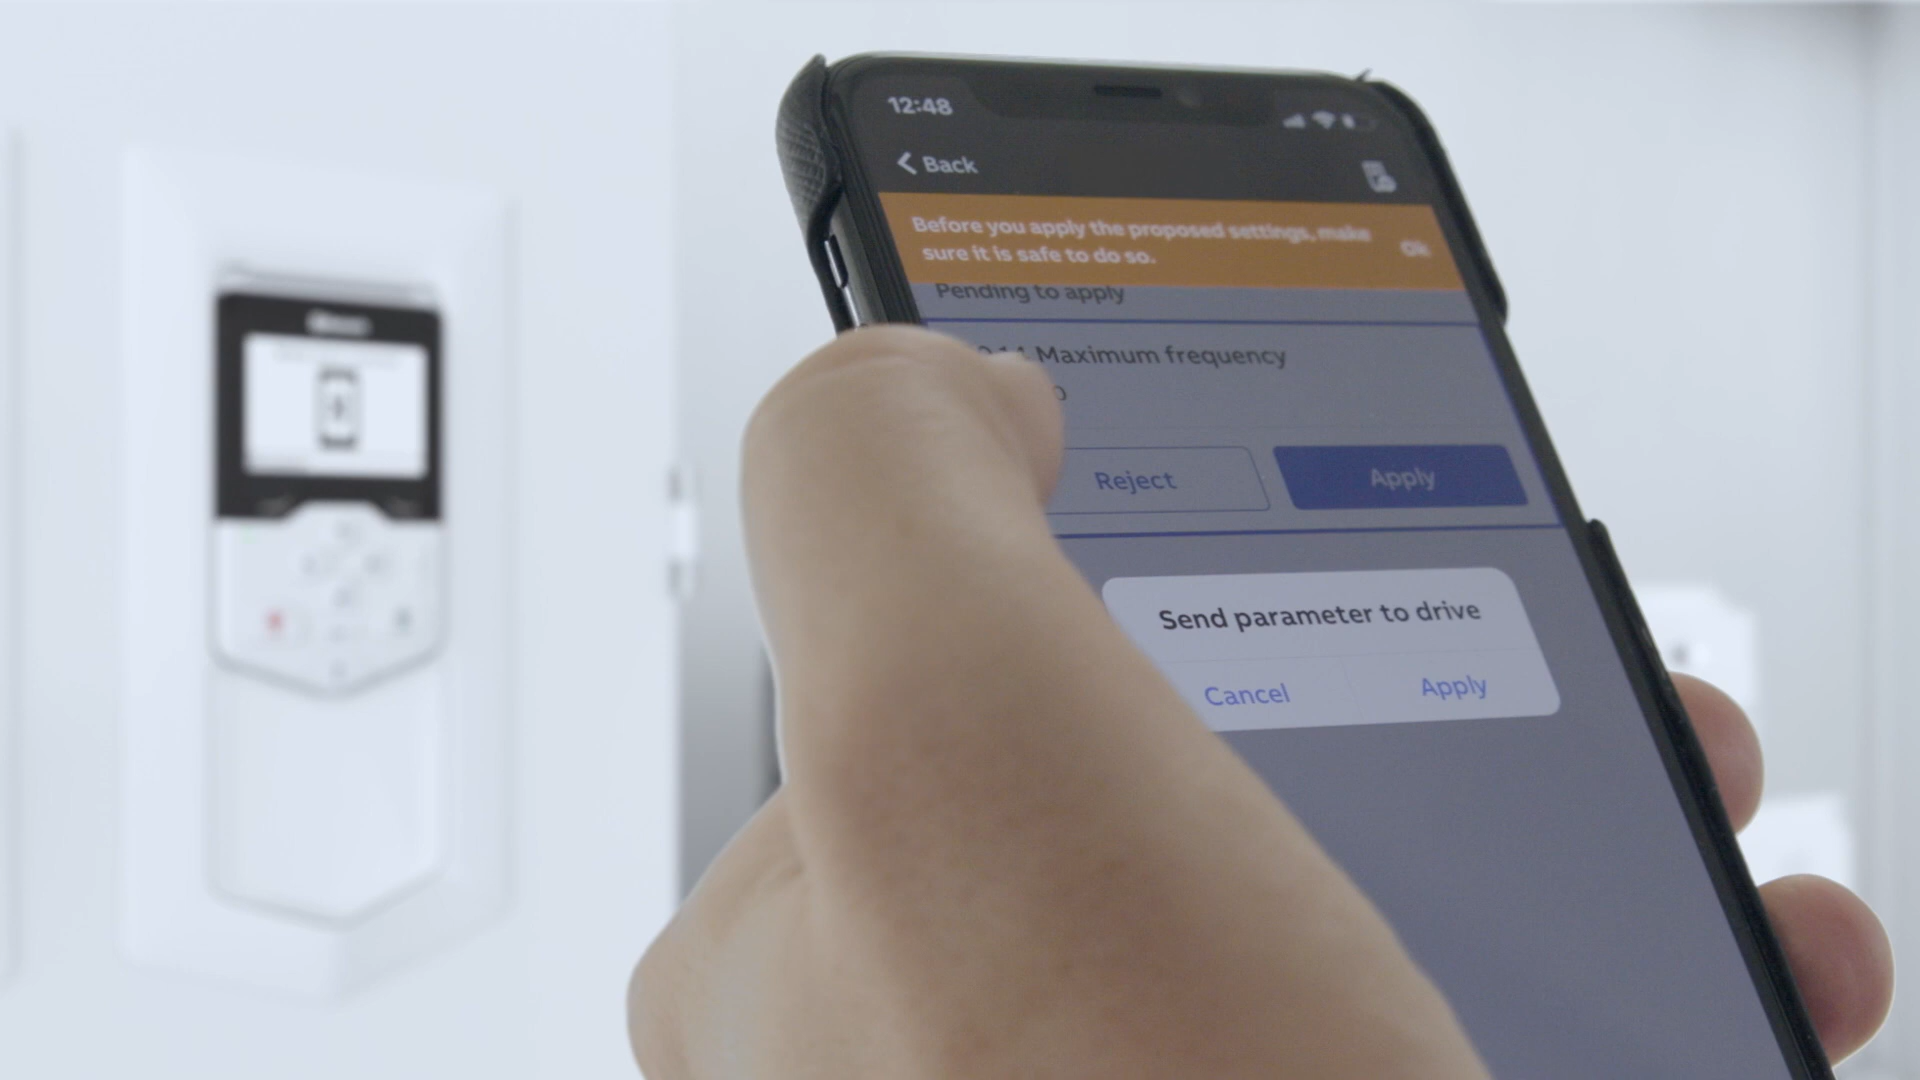 12:48
Back
Before you apply the proposed settings, make
Ok
sure it is safe to do so.
Pending to apply
Maximum frequency
Reject
Apply
Send parameter to drive
Cancel
Apply